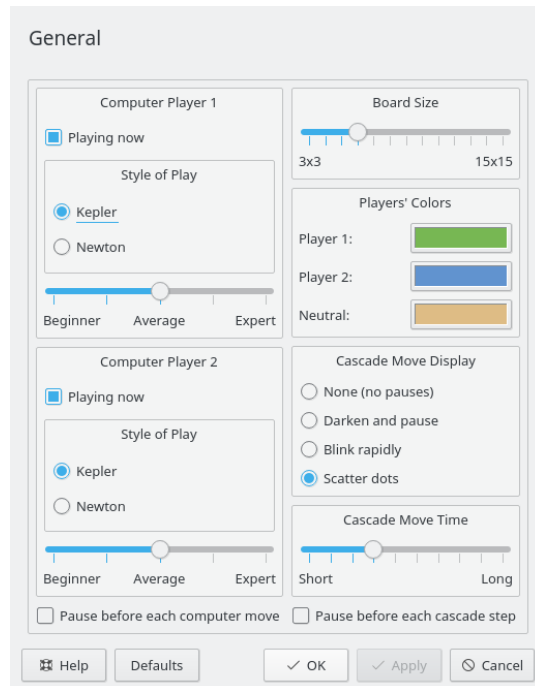 General
Computer Player 1
Playing now
Style of Play
Kepler
Newton
Beginner Average Expert
Computer Player 2
Playing now
Style of Play
Kepler
Newton
Beginner Average Expert
Board Size
3x3 15x15
Players' Colors
Player 1:
Player 2:
Neutral:
Cascade Move Display
None (no pauses)
Darken and pause
Blink rapidly
Scatter dots
Cascade Move Time
Short Long
Pause before each computer move Pause before each cascade step
Help Defaults OK Apply Cancel